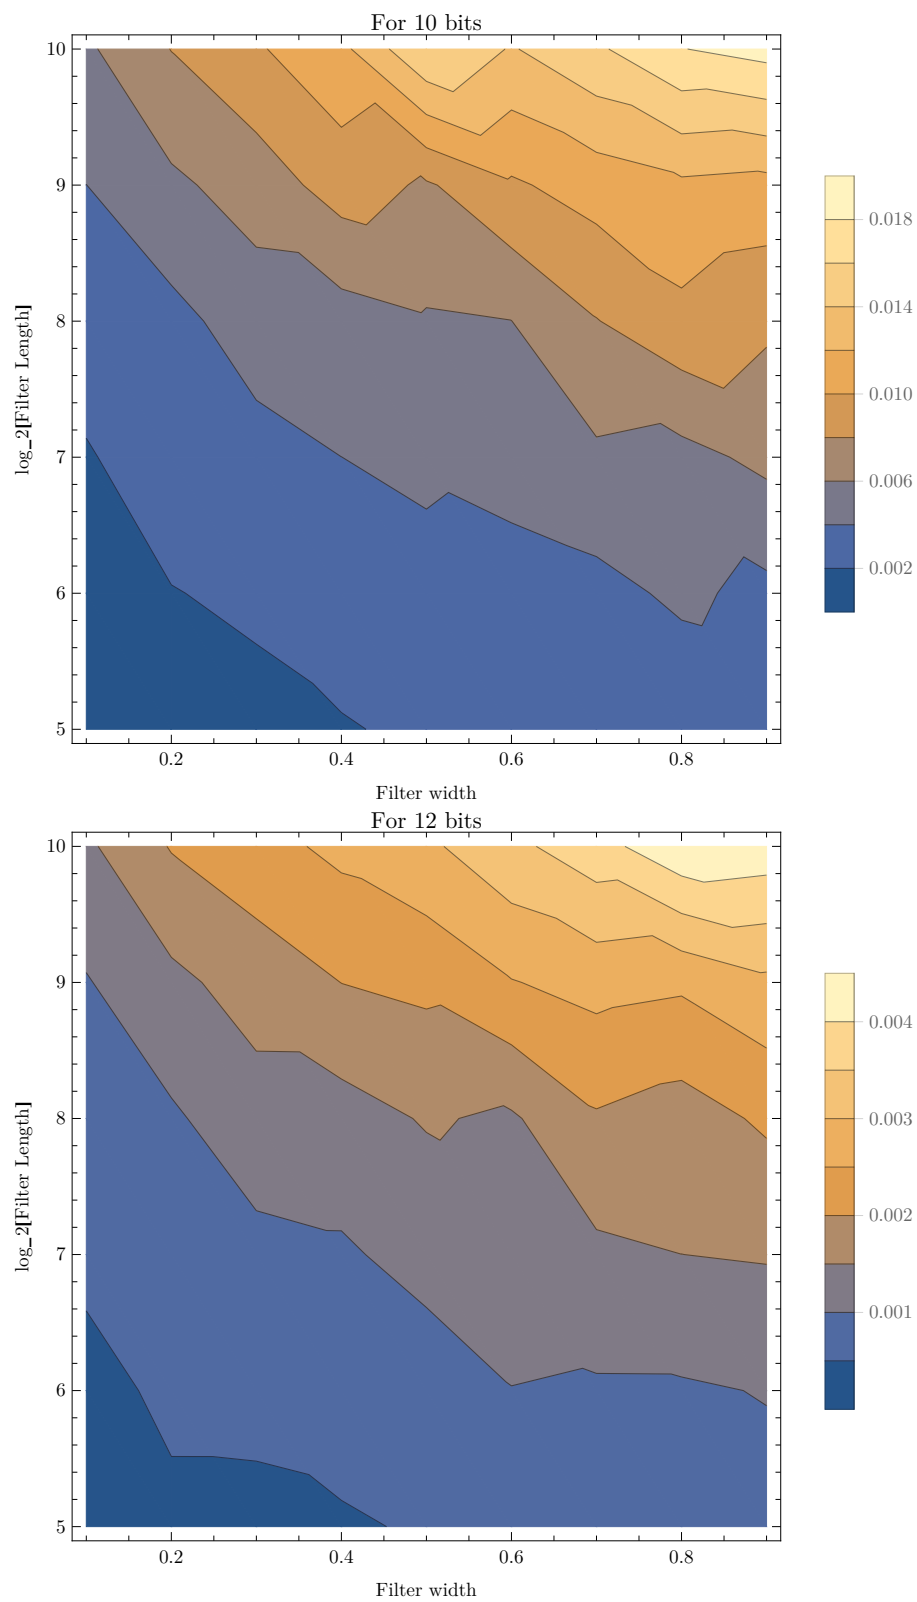 For 10 bits
10
9
8
7
6
5
log_2[Filter Length]
0.2 0.4 0.6 0.8
Filter width
0.018
0.014
0.010
0.006
0.002
For 12 bits
10
9
8
7
6
5
log_2[Filter Length]
0.2 0.4 0.6 0.8
Filter width
0.004
0.003
0.002
0.001